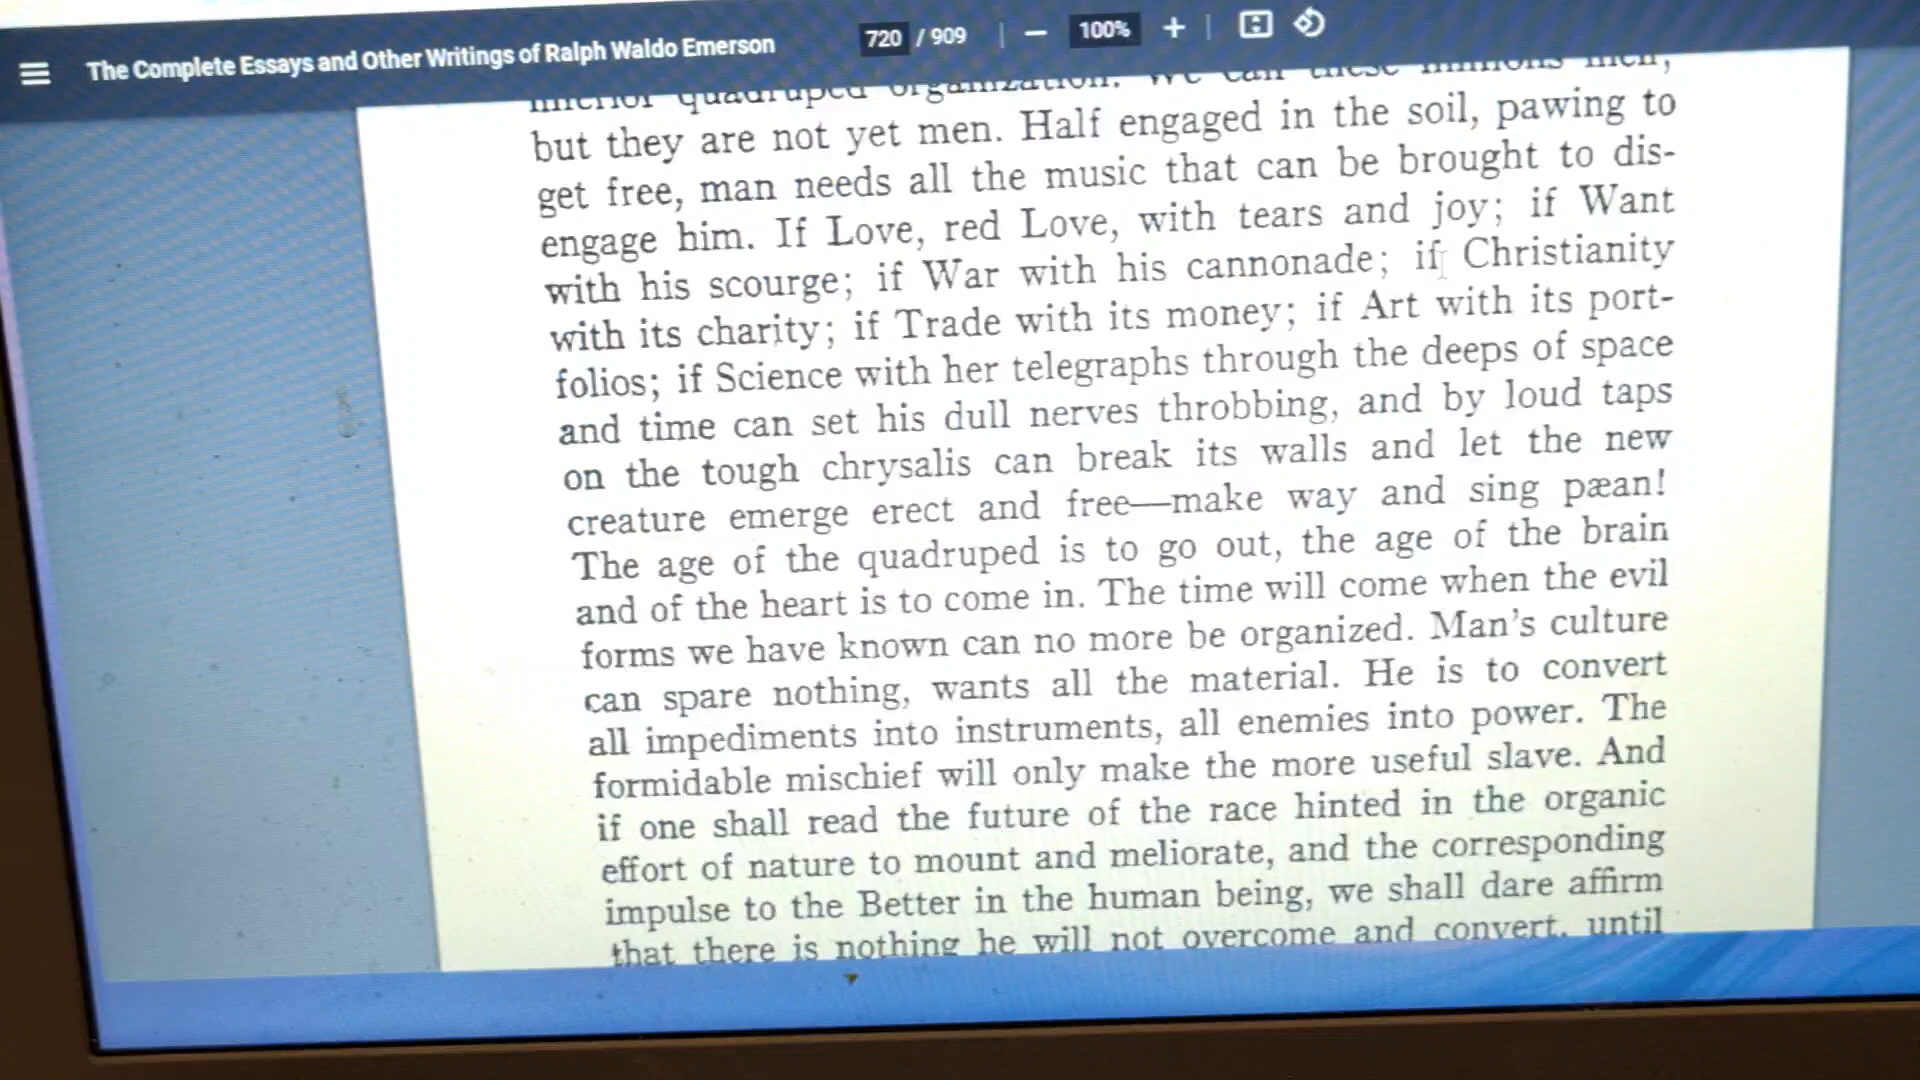 The Complete Essays and Other Writings of Ralph Waldo Emerson 720 / 909 100%
inferior quadruped organization. We call these millions men;
but they are not yet men. Half engaged in the soil, pawing to
get free, man needs all the music that can be brought to dis-
engage him. If Love, red Love, with tears and joy; if Want
with his scourge; if War with his cannonade; if Christianity
with its charity; if Trade with its money; if Art with its port-
folios; if Science with her telegraphs through the deeps of space
and time can set his dull nerves throbbing, and by loud taps
on the tough chrysalis can break its walls and let the new
creature emerge erect and free—make way and sing pæan!
The age of the quadruped is to go out, the age of the brain
and of the heart is to come in. The time will come when the evil
forms we have known can no more be organized. Man's culture
can spare nothing, wants all the material. He is to convert
all impediments into instruments, all enemies into power. The
formidable mischief will only make the more useful slave. And
if one shall read the future of the race hinted in the organic
effort of nature to mount and meliorate, and the corresponding
impulse to the Better in the human being, we shall dare affirm
that there is nothing he will not overcome and convert, until